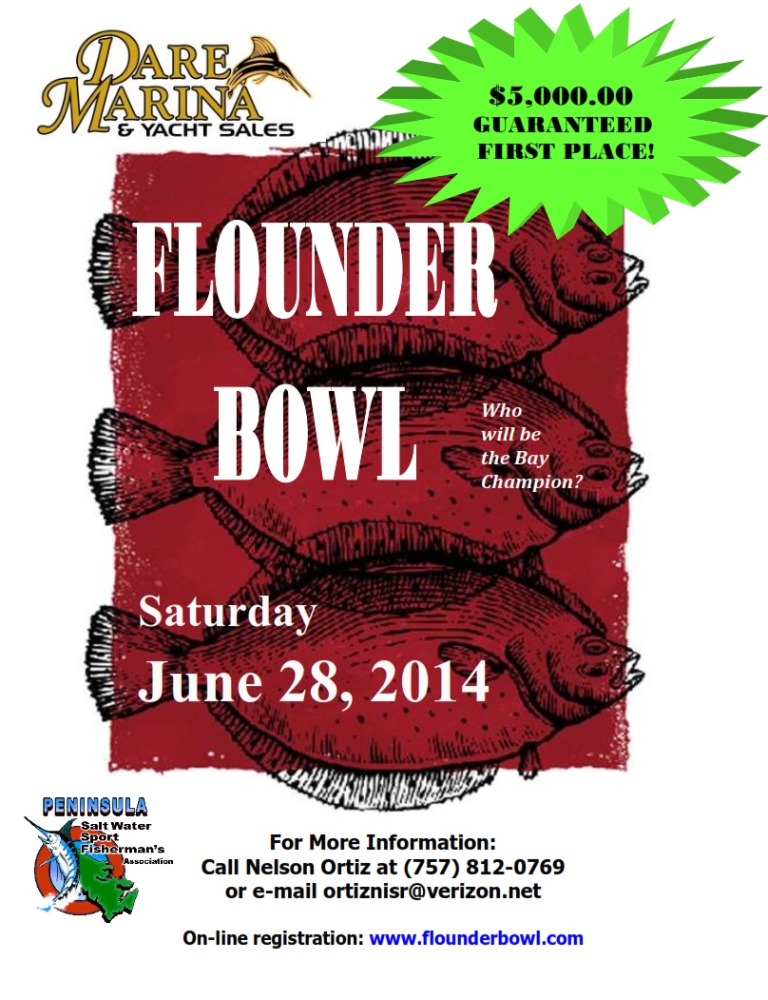 DARE
MARINA
& YACHT SALES
$5,000.00
GUARANTEED
FIRST PLACE!
FLOUNDER
BOWL
Who
will be
the Bay
Champion?
Saturday
June 28, 2014
PENINSULA
Salt Water
Sport
Fisherman's
Association
For More Information:
Call Nelson Ortiz at (757) 812-0769
or e-mail ortiznisr@verizon.net
On-line registration: www.flounderbowl.com